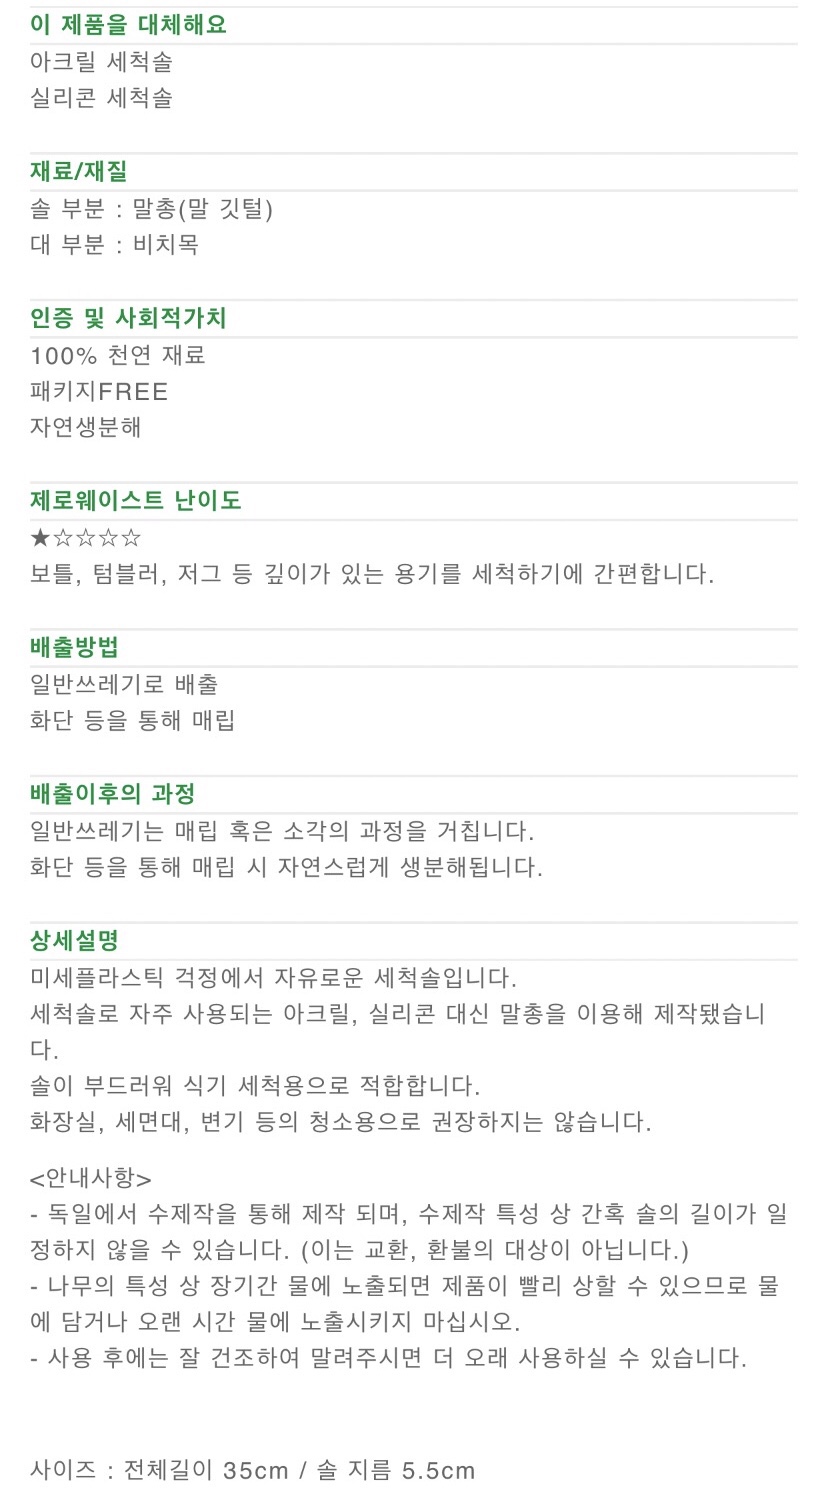 이 제품을 대체해요
아크릴 세척솔
실리콘 세척솔
재료/재질
솔 부분 : 말총(말 깃털)
대 부분 : 비치목
인증 및 사회적가치
100% 천연 재료
패키지FREE
자연생분해
제로웨이스트 난이도
★☆☆☆☆
보틀, 텀블러, 저그 등 깊이가 있는 용기를 세척하기에 간편합니다.
배출방법
일반쓰레기로 배출
화단 등을 통해 매립
배출이후의 과정
일반쓰레기는 매립 혹은 소각의 과정을 거칩니다.
화단 등을 통해 매립 시 자연스럽게 생분해됩니다.
상세설명
미세플라스틱 걱정에서 자유로운 세척솔입니다.
세척솔로 자주 사용되는 아크릴, 실리콘 대신 말총을 이용해 제작됐습니
다.
솔이 부드러워 식기 세척용으로 적합합니다.
화장실, 세면대, 변기 등의 청소용으로 권장하지는 않습니다.
<안내사항>
- 독일에서 수제작을 통해 제작 되며, 수제작 특성 상 간혹 솔의 길이가 일
정하지 않을 수 있습니다. (이는 교환, 환불의 대상이 아닙니다.)
- 나무의 특성 상 장기간 물에 노출되면 제품이 빨리 상할 수 있으므로 물
에 담거나 오랜 시간 물에 노출시키지 마십시오.
- 사용 후에는 잘 건조하여 말려주시면 더 오래 사용하실 수 있습니다.
사이즈 : 전체길이 35cm / 솔 지름 5.5cm